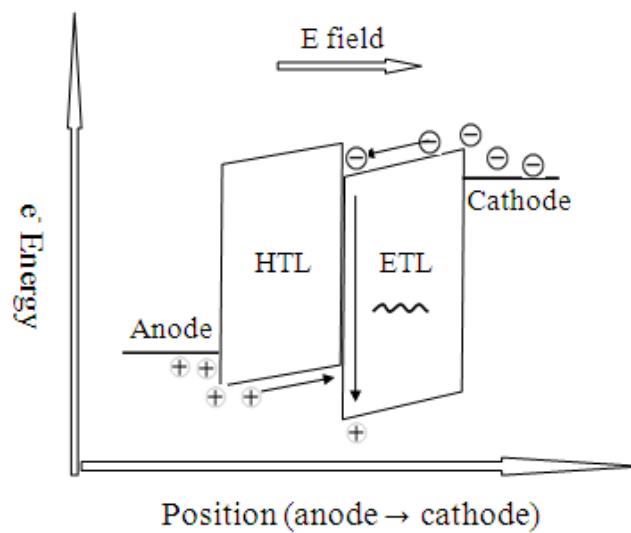 E field
Cathode
HTL
ETL
Anode
e⁻ Energy
Position (anode → cathode)